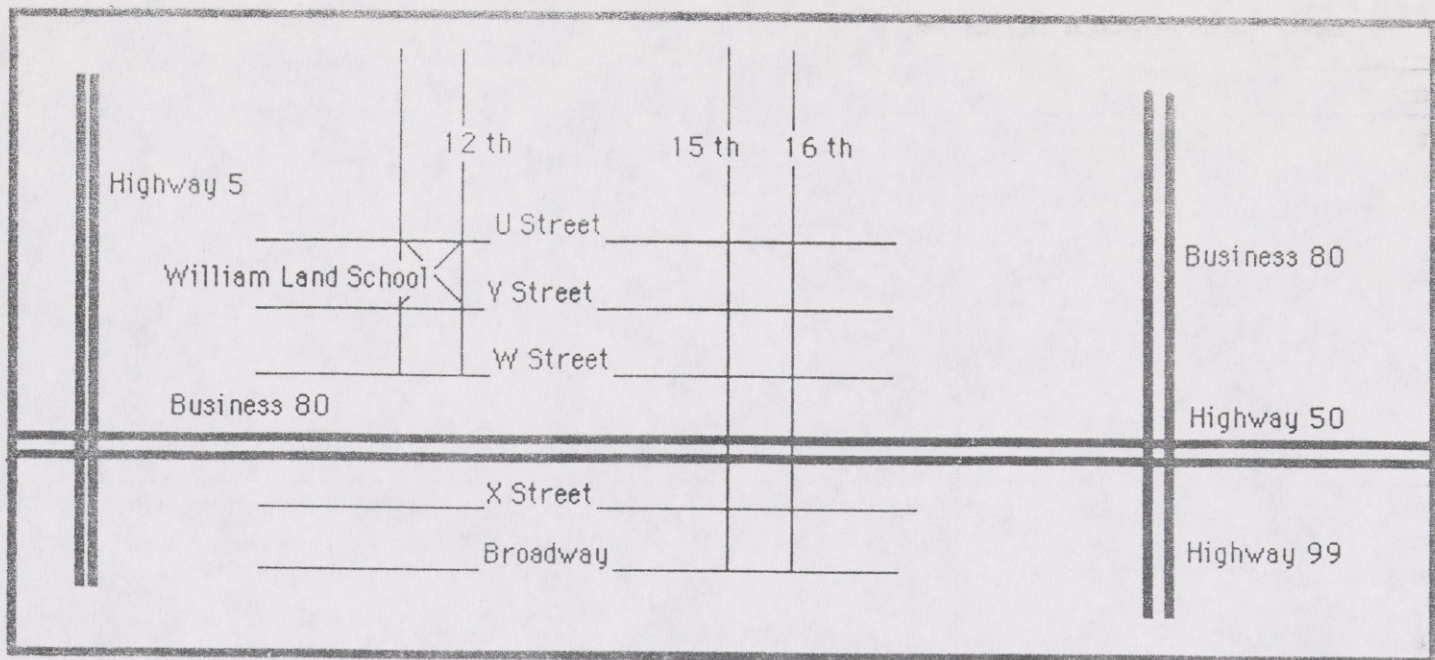 12 th
15 th
16 th
Highway 5
U Street
William Land School
Business 80
V Street
W Street
Business 80
Highway 50
X Street
Broadway
Highway 99